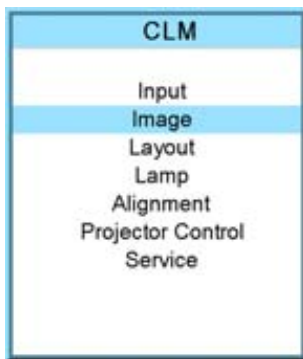 CLM
Input
Image
Layout
Lamp
Alignment
Projector Control
Service